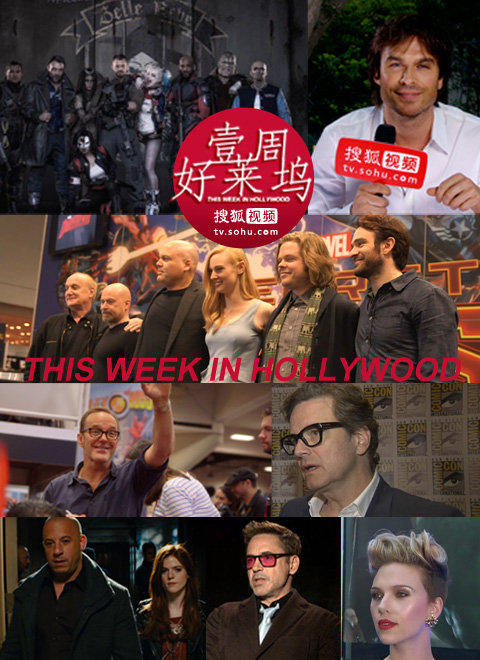 Belle Reve
壹周
好莱坞
THIS WEEK IN HOLLYWOOD
搜狐视频
tv.sohu.com
搜狐视频
tv.sohu.com
MARVEL
THIS WEEK IN HOLLYWOOD
COMIC CON